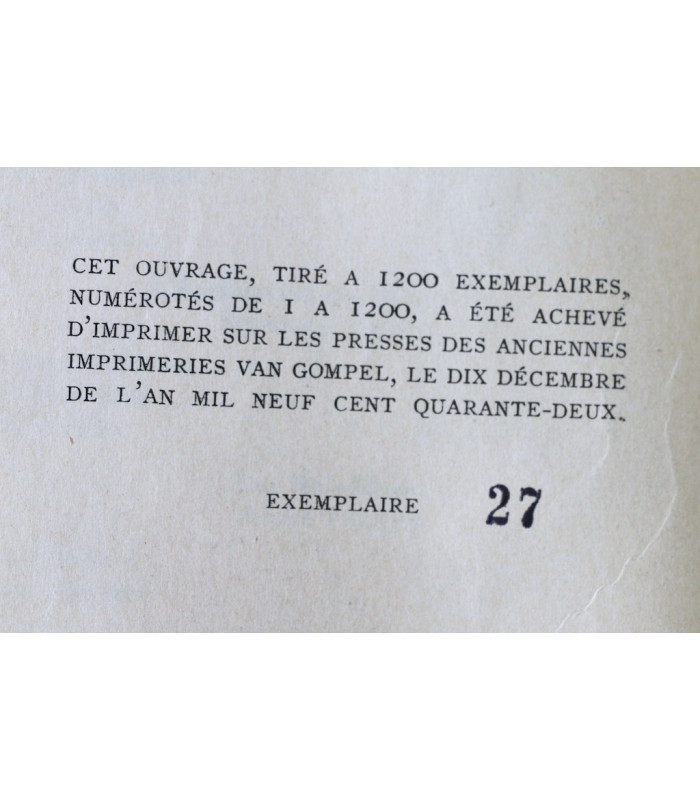 CET OUVRAGE, TIRÉ A 1200 EXEMPLAIRES,
NUMÉROTÉS DE 1 A 1200, A ÉTÉ ACHEVÉ
D'IMPRIMER SUR LES PRESSES DES ANCIENNES
IMPRIMERIES VAN GOMPEL, LE DIX DÉCEMBRE
DE L'AN MIL NEUF CENT QUARANTE-DEUX.
EXEMPLAIRE 27